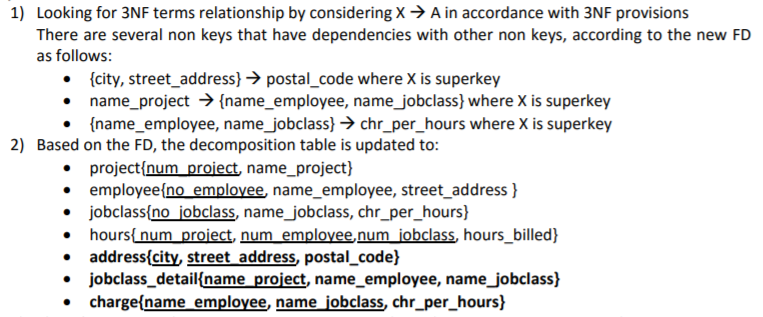 1) Looking for 3NF terms relationship by considering X → A in accordance with 3NF provisions
There are several non keys that have dependencies with other non keys, according to the new FD
as follows:
• {city, street_address} → postal_code where X is superkey
• name_project → {name_employee, name_jobclass} where X is superkey
• {name_employee, name_jobclass} → chr_per_hours where X is superkey
2) Based on the FD, the decomposition table is updated to:
• project{num_project, name_project}
• employee{no_employee, name_employee, street_address }
• jobclass{no_jobclass, name_jobclass, chr_per_hours}
• hours{ num_project, num_employee,num_jobclass, hours_billed}
• address{city, street_address, postal_code}
• jobclass_detail{name_project, name_employee, name_jobclass}
• charge{name_employee, name_jobclass, chr_per_hours}